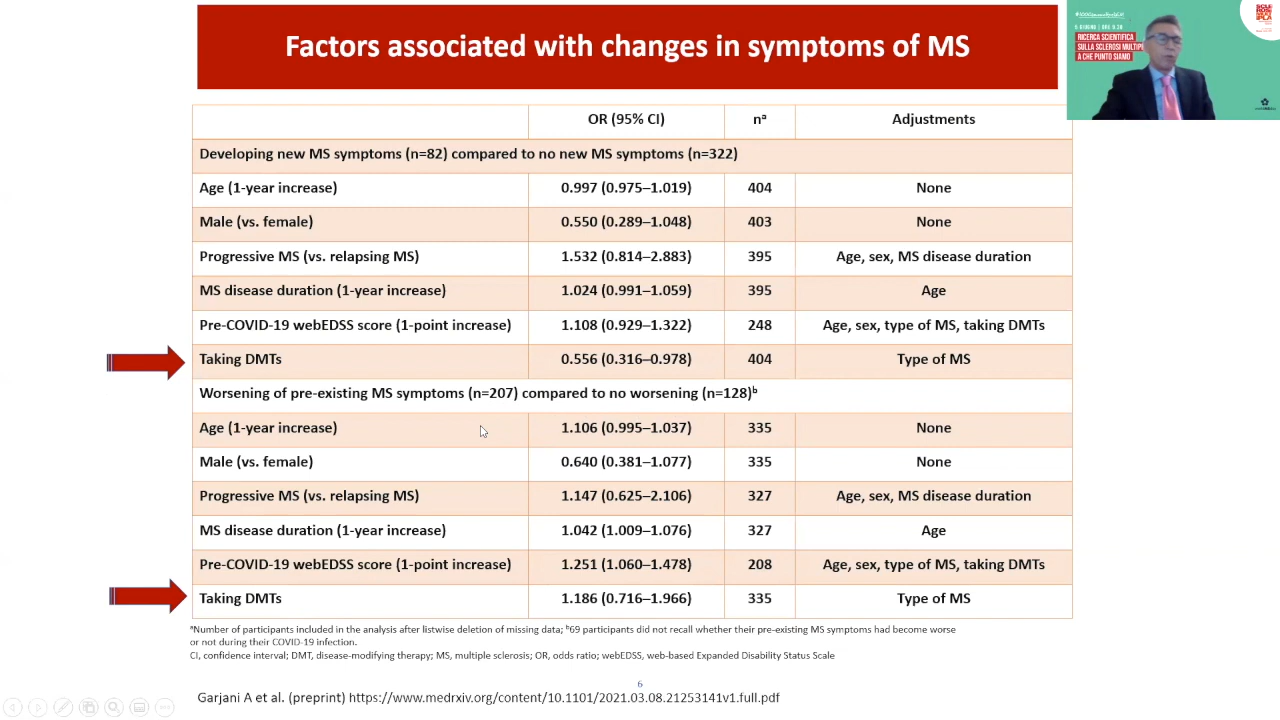 Factors associated with changes in symptoms of MS
SCLE
ROSI
MULT
IPLA
RICERCA SCIENTIFICA
SULLA SCLEROSI MULTIPL
A CHE PUNTO SIAMO
OR (95% CI) nᵃ Adjustments
Developing new MS symptoms (n=82) compared to no new MS symptoms (n=322)
Age (1-year increase) 0.997 (0.975–1.019) 404 None
Male (vs. female) 0.550 (0.289–1.048) 403 None
Progressive MS (vs. relapsing MS) 1.532 (0.814–2.883) 395 Age, sex, MS disease duration
MS disease duration (1-year increase) 1.024 (0.991–1.059) 395 Age
Pre-COVID-19 webEDSS score (1-point increase) 1.108 (0.929–1.322) 248 Age, sex, type of MS, taking DMTs
Taking DMTs 0.556 (0.316–0.978) 404 Type of MS
Worsening of pre-existing MS symptoms (n=207) compared to no worsening (n=128)ᵇ
Age (1-year increase) 1.106 (0.995–1.037) 335 None
Male (vs. female) 0.640 (0.381–1.077) 335 None
Progressive MS (vs. relapsing MS) 1.147 (0.625–2.106) 327 Age, sex, MS disease duration
MS disease duration (1-year increase) 1.042 (1.009–1.076) 327 Age
Pre-COVID-19 webEDSS score (1-point increase) 1.251 (1.060–1.478) 208 Age, sex, type of MS, taking DMTs
Taking DMTs 1.186 (0.716–1.966) 335 Type of MS
ᵃNumber of participants included in the analysis after listwise deletion of missing data; ᵇ69 participants did not recall whether their pre-existing MS symptoms had become worse
or not during their COVID-19 infection.
CI, confidence interval; DMT, disease-modifying therapy; MS, multiple sclerosis; OR, odds ratio; webEDSS, web-based Expanded Disability Status Scale
6
Garjani A et al. (preprint) https://www.medrxiv.org/content/10.1101/2021.03.08.21253141v1.full.pdf